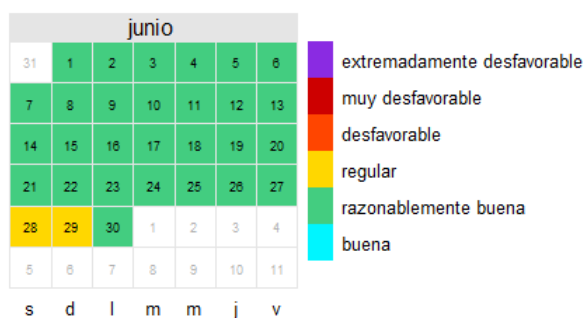 junio
31 1 2 3 4 5 6
7 8 9 10 11 12 13
14 15 16 17 18 19 20
21 22 23 24 25 26 27
28 29 30 1 2 3 4
5 6 7 8 9 10 11
s d l m m j v
extremadamente desfavorable
muy desfavorable
desfavorable
regular
razonablemente buena
buena